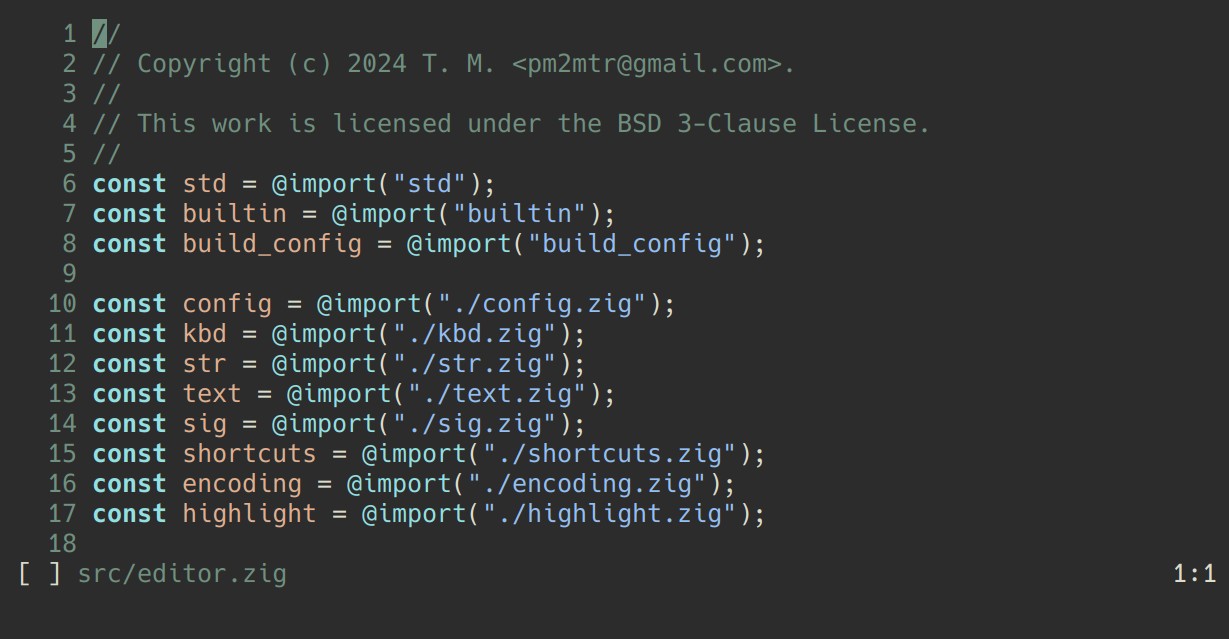 1 //
2 // Copyright (c) 2024 T. M. <pm2mtr@gmail.com>.
3 //
4 // This work is licensed under the BSD 3-Clause License.
5 //
6 const std = @import("std");
7 const builtin = @import("builtin");
8 const build_config = @import("build_config");
9
10 const config = @import("./config.zig");
11 const kbd = @import("./kbd.zig");
12 const str = @import("./str.zig");
13 const text = @import("./text.zig");
14 const sig = @import("./sig.zig");
15 const shortcuts = @import("./shortcuts.zig");
16 const encoding = @import("./encoding.zig");
17 const highlight = @import("./highlight.zig");
18
[ ] src/editor.zig 1:1